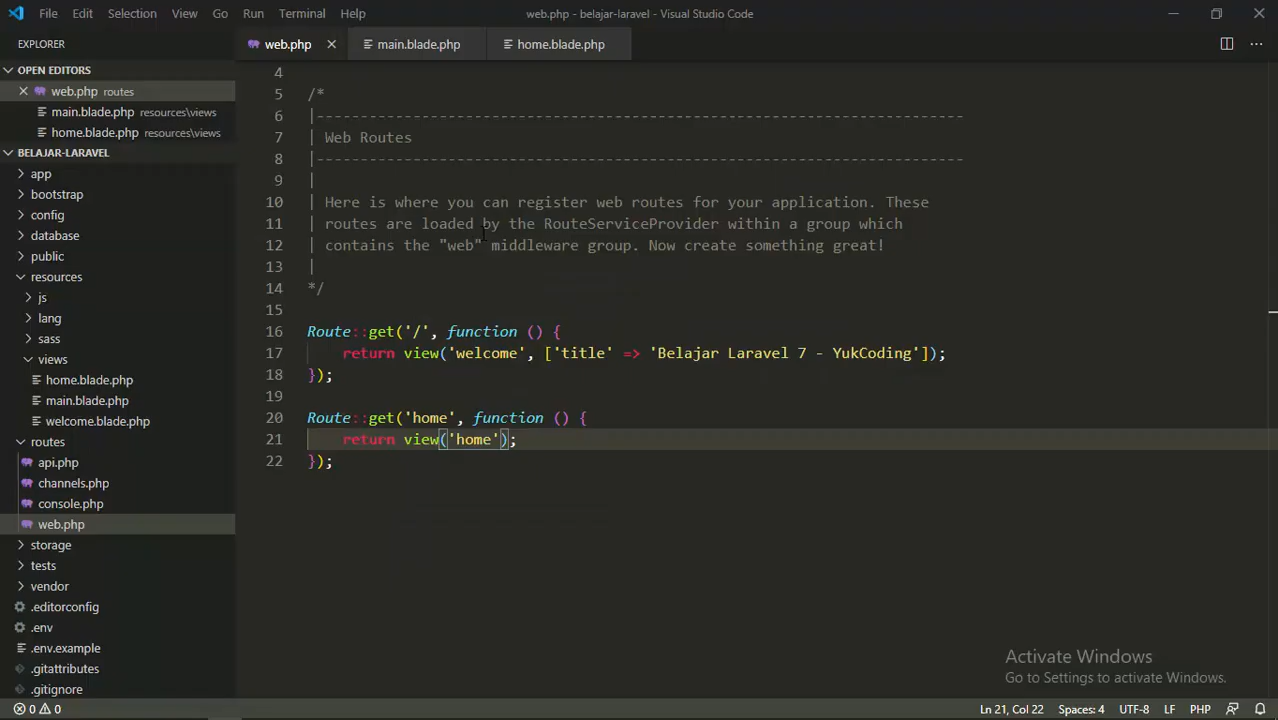 File Edit Selection View Go Run Terminal Help web.php - belajar-laravel - Visual Studio Code
EXPLORER
OPEN EDITORS
web.php routes
main.blade.php resources\views
home.blade.php resources\views
BELAJAR-LARAVEL
app
bootstrap
config
database
public
resources
js
lang
sass
views
home.blade.php
main.blade.php
welcome.blade.php
routes
api.php
channels.php
console.php
web.php
storage
tests
vendor
.editorconfig
.env
.env.example
.gitattributes
.gitignore
web.php main.blade.php home.blade.php
4
5 /*
6 |--------------------------------------------------------------------------
7 | Web Routes
8 |--------------------------------------------------------------------------
9 |
10 | Here is where you can register web routes for your application. These
11 | routes are loaded by the RouteServiceProvider within a group which
12 | contains the "web" middleware group. Now create something great!
13 |
14 */
15
16 Route::get('/', function () {
17 return view('welcome', ['title' => 'Belajar Laravel 7 - YukCoding']);
18 });
19
20 Route::get('home', function () {
21 return view('home');
22 });
Activate Windows
Go to Settings to activate Windows.
0 0 Ln 21, Col 22 Spaces: 4 UTF-8 LF PHP